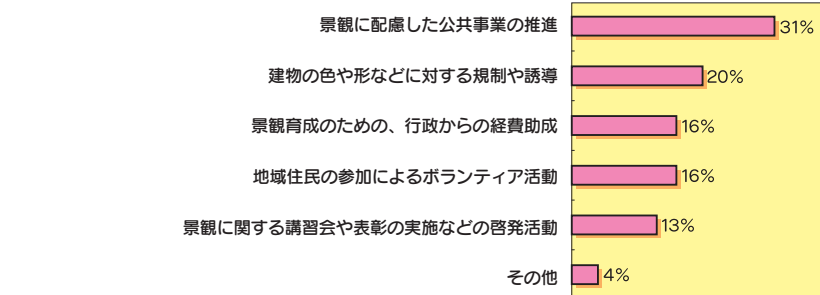 景観に配慮した公共事業の推進 31%
建物の色や形などに対する規制や誘導 20%
景観育成のための、行政からの経費助成 16%
地域住民の参加によるボランティア活動 16%
景観に関する講習会や表彰の実施などの啓発活動 13%
その他 4%